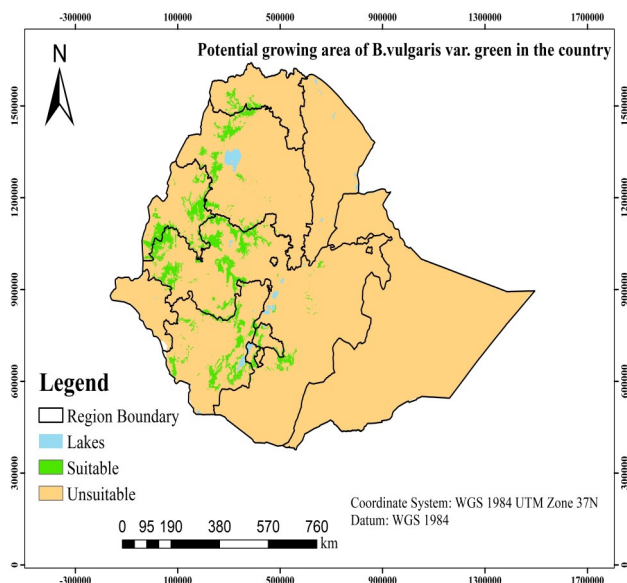 -300000 100000 500000 900000 1300000 1700000
Potential growing area of B.vulgaris var. green in the country
N
1500000 1500000
1200000 1200000
900000 900000
600000 600000
300000 300000
0 0
Legend
Region Boundary
Lakes
Suitable
Unsuitable
Coordinate System: WGS 1984 UTM Zone 37N
Datum: WGS 1984
0 95 190 380 570 760
km
-300000 100000 500000 900000 1300000 1700000